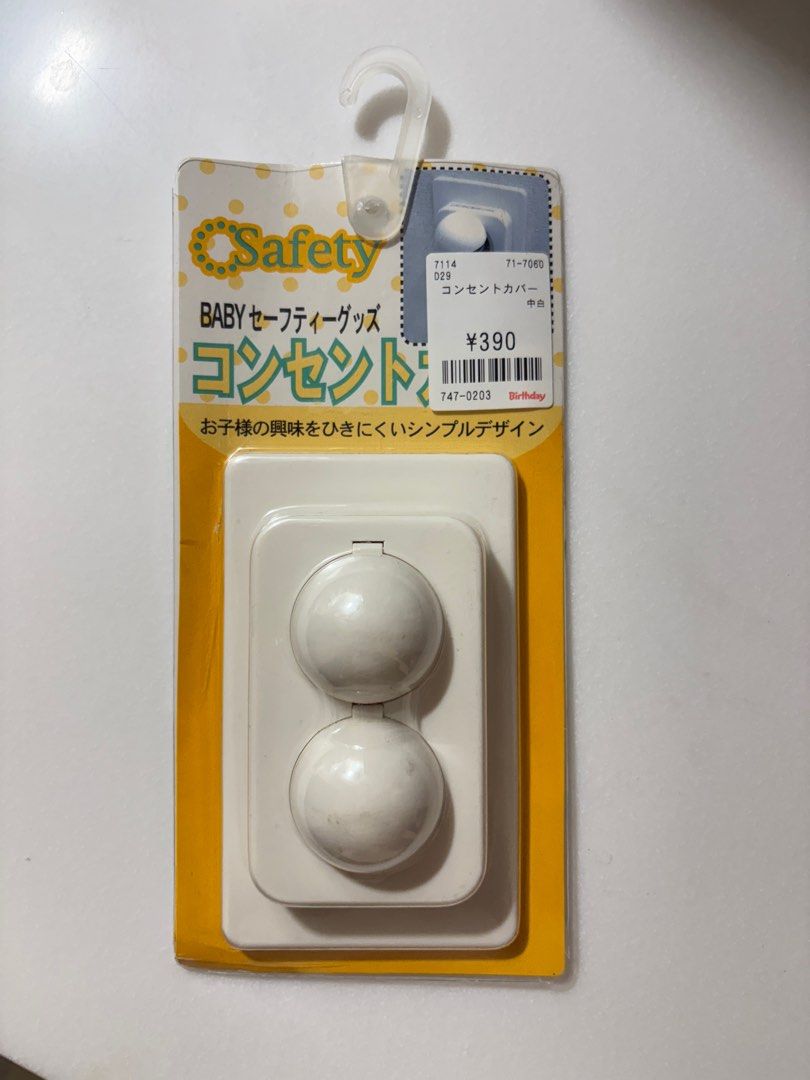 Safety
BABYセーフティーグッズ
コンセント
7114 71-7060
D29
コンセントカバー
中白
¥390
747-0203 Birthday
お子様の興味をひきにくいシンプルデザイン